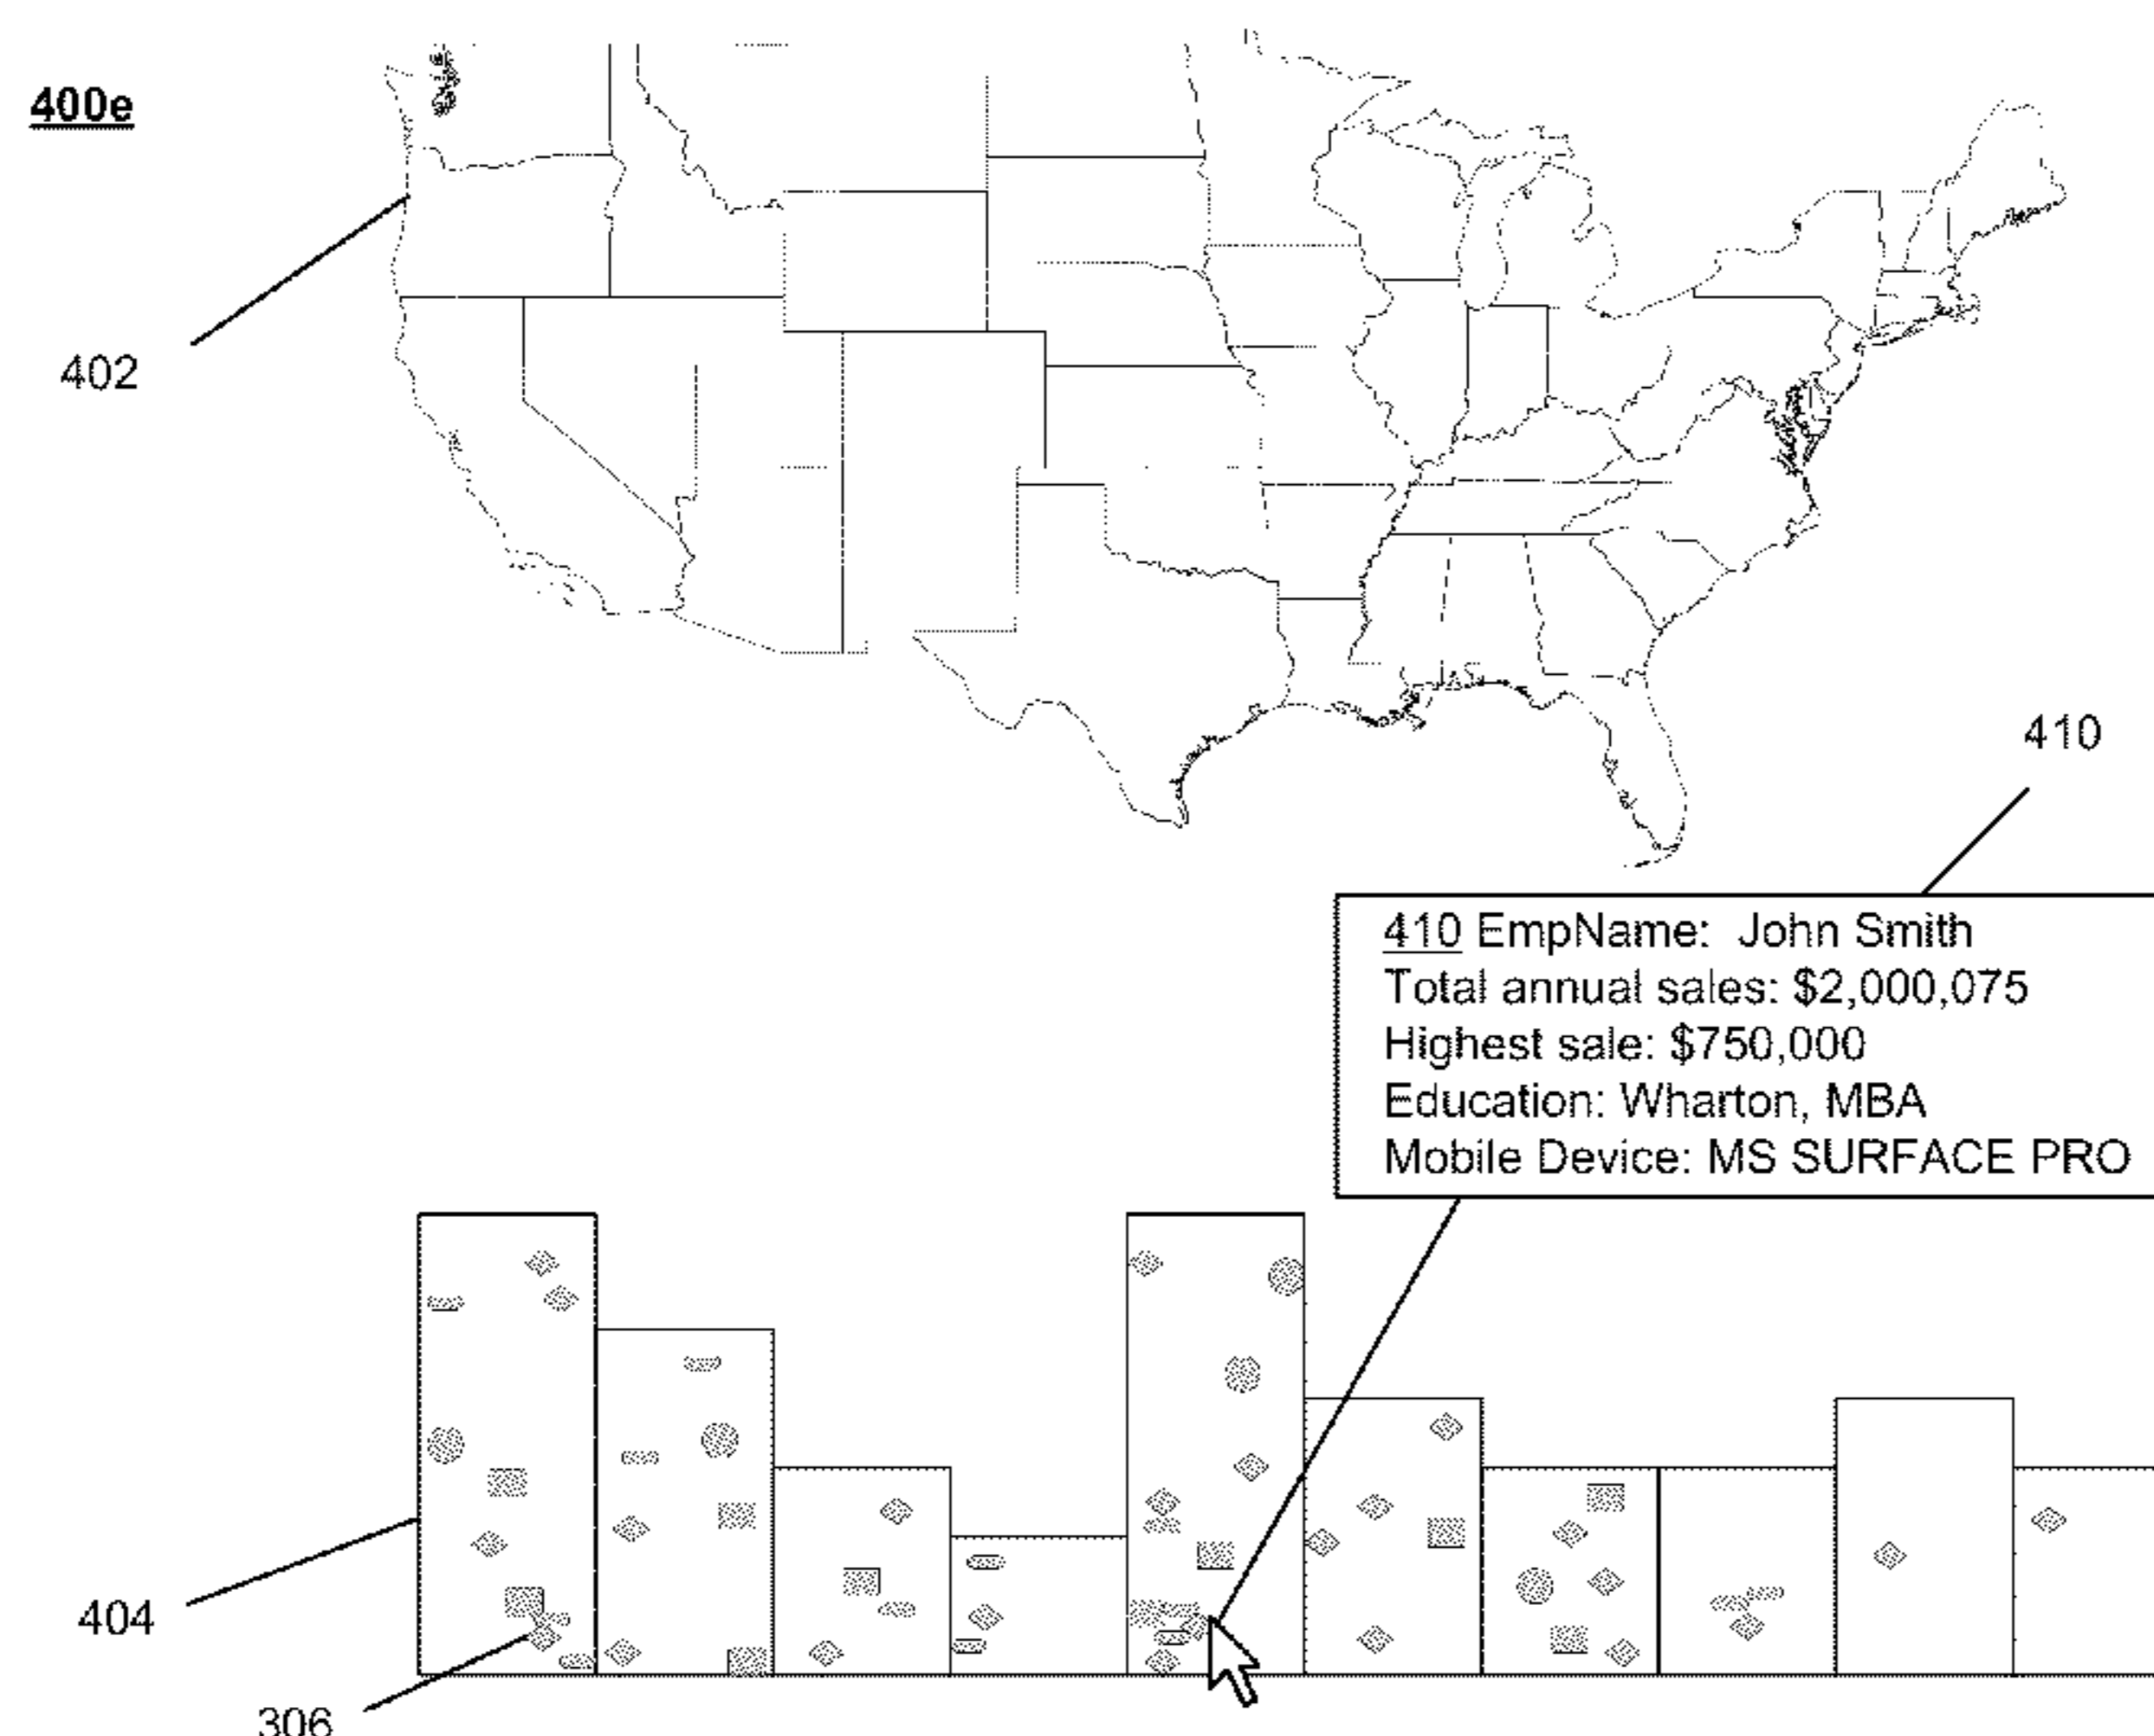 400e
402
410
410 EmpName: John Smith
Total annual sales: $2,000,075
Highest sale: $750,000
Education: Wharton, MBA
Mobile Device: MS SURFACE PRO
404
306